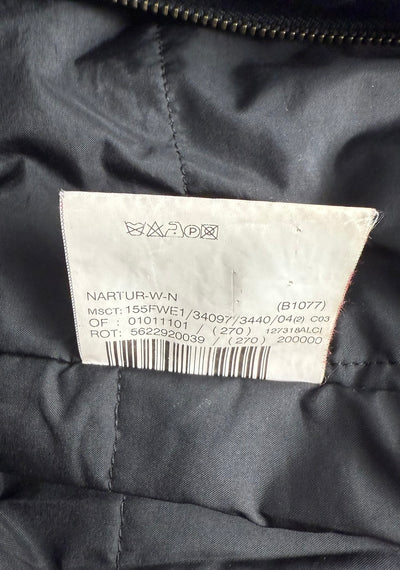 NARTUR-W-N (B1077)
MSCT: 155FWE1/34097/3440/04(2) C03
OF : 01011101 / (270) 127318ALCI
ROT: 5622920039 / (270) 200000